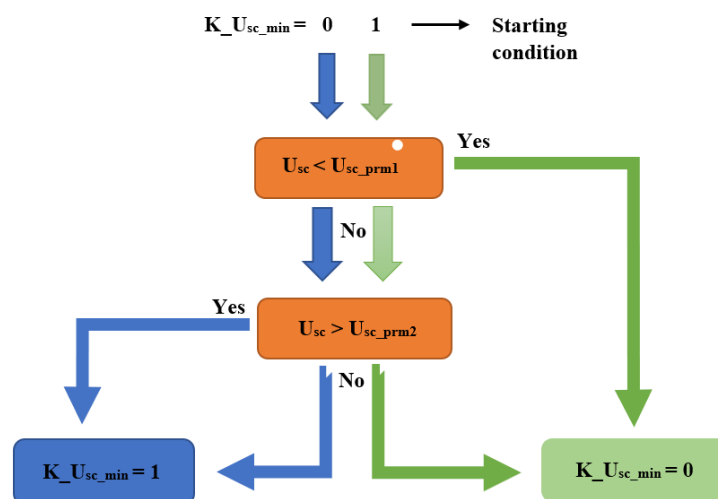 K_Usc_min = 0 1 Starting
condition
Usc < Usc_prm1
Yes
No
Yes
Usc > Usc_prm2
No
K_Usc_min = 1
K_Usc_min = 0